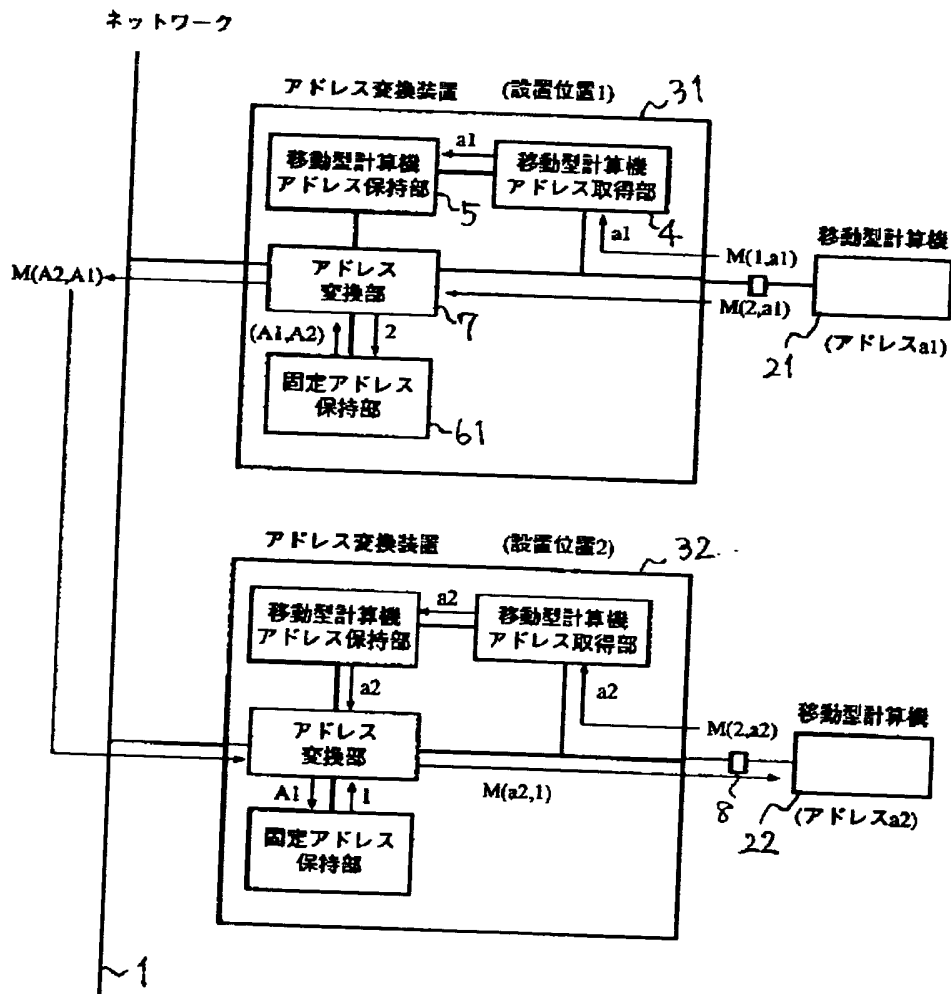 ネットワーク
アドレス変換装置 (設置位置1)
31
移動型計算機
アドレス保持部
5
a1
移動型計算機
アドレス取得部
4
a1
M(1,a1)
移動型計算機
21
(アドレスa1)
M(A2,A1)
アドレス
変換部
7
M(2,a1)
(A1,A2)
2
固定アドレス
保持部
61
アドレス変換装置 (設置位置2)
32
移動型計算機
アドレス保持部
a2
移動型計算機
アドレス取得部
a2
a2
M(2,a2)
移動型計算機
8
22
(アドレスa2)
アドレス
変換部
M(a2,1)
A1
1
固定アドレス
保持部
1